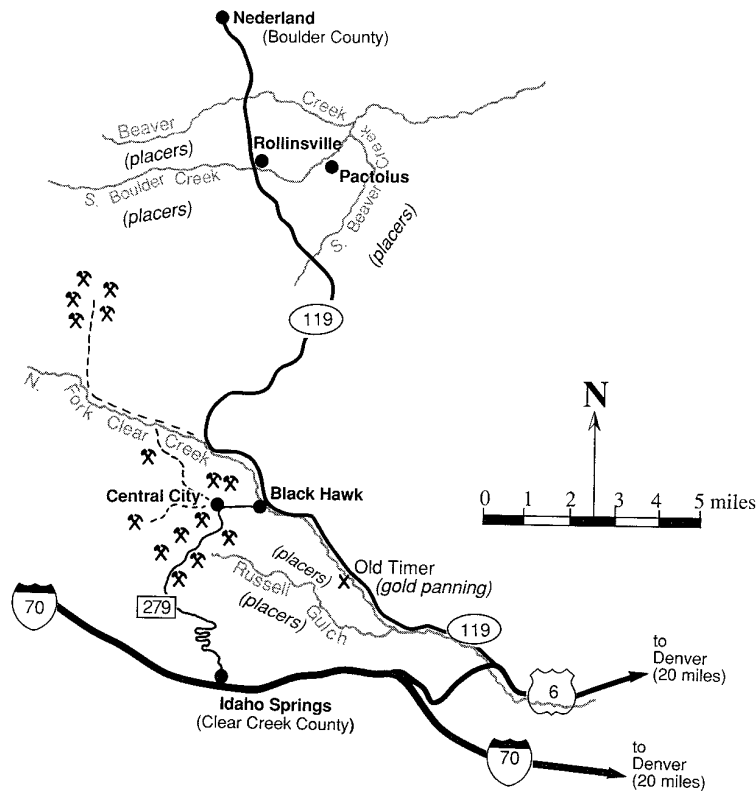 Nederland
(Boulder County)
Beaver
Creek
(placers)
Rollinsville
S. Boulder Creek
(placers)
Pactolus
S. Beaver Creek
(placers)
119
N. Fork Clear Creek
Central City
Black Hawk
N
0 1 2 3 4 5 miles
(placers)
Old Timer
(gold panning)
Russell Gulch
(placers)
70
279
119
Idaho Springs
(Clear Creek County)
6
to
Denver
(20 miles)
70
to
Denver
(20 miles)